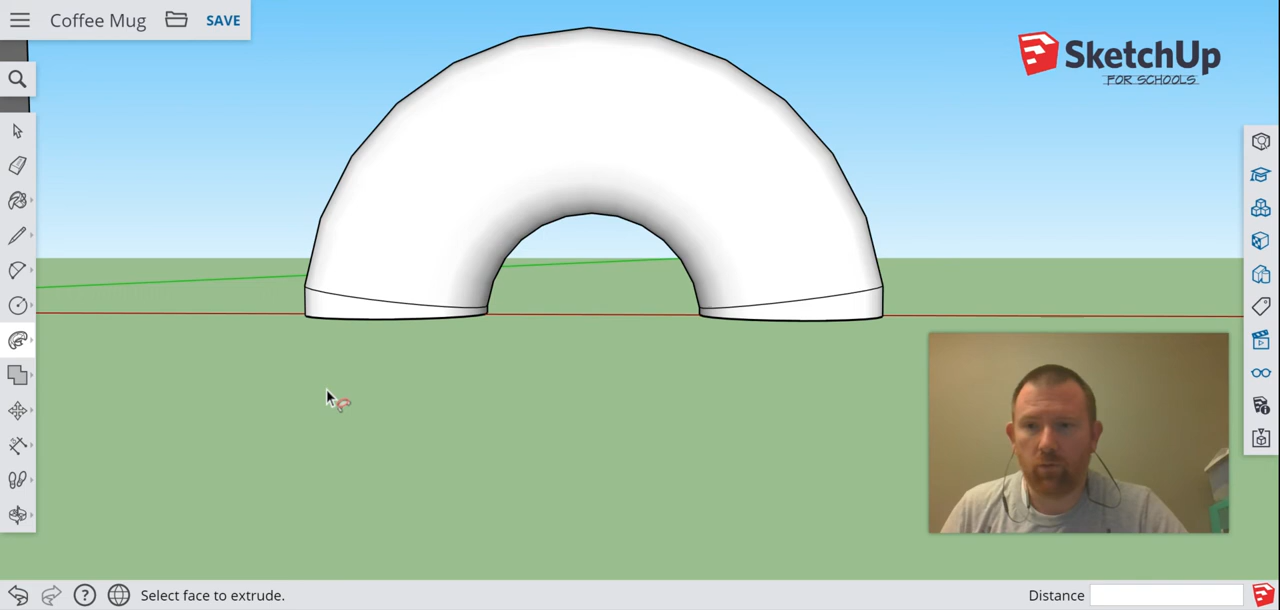 Coffee Mug
SAVE
SketchUp
FOR SCHOOLS
Select face to extrude.
Distance